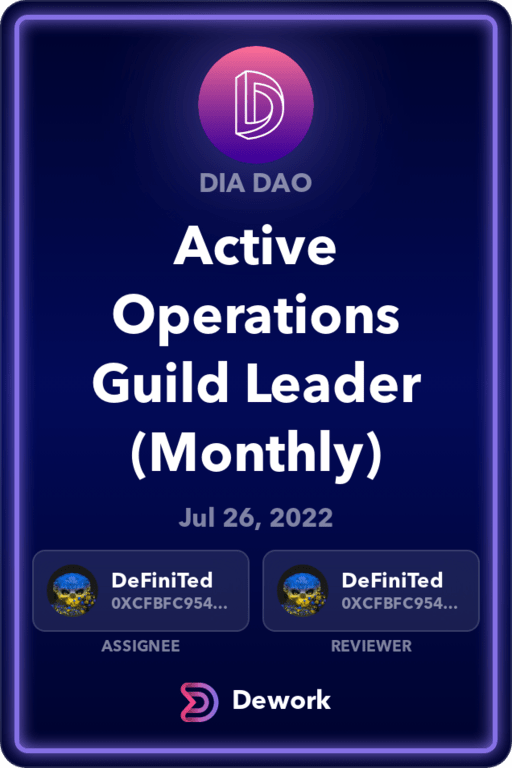 DIA DAO
Active
Operations
Guild Leader
(Monthly)
Jul 26, 2022
DeFiniTed
0XCFBFC954...
ASSIGNEE
DeFiniTed
0XCFBFC954...
REVIEWER
Dework